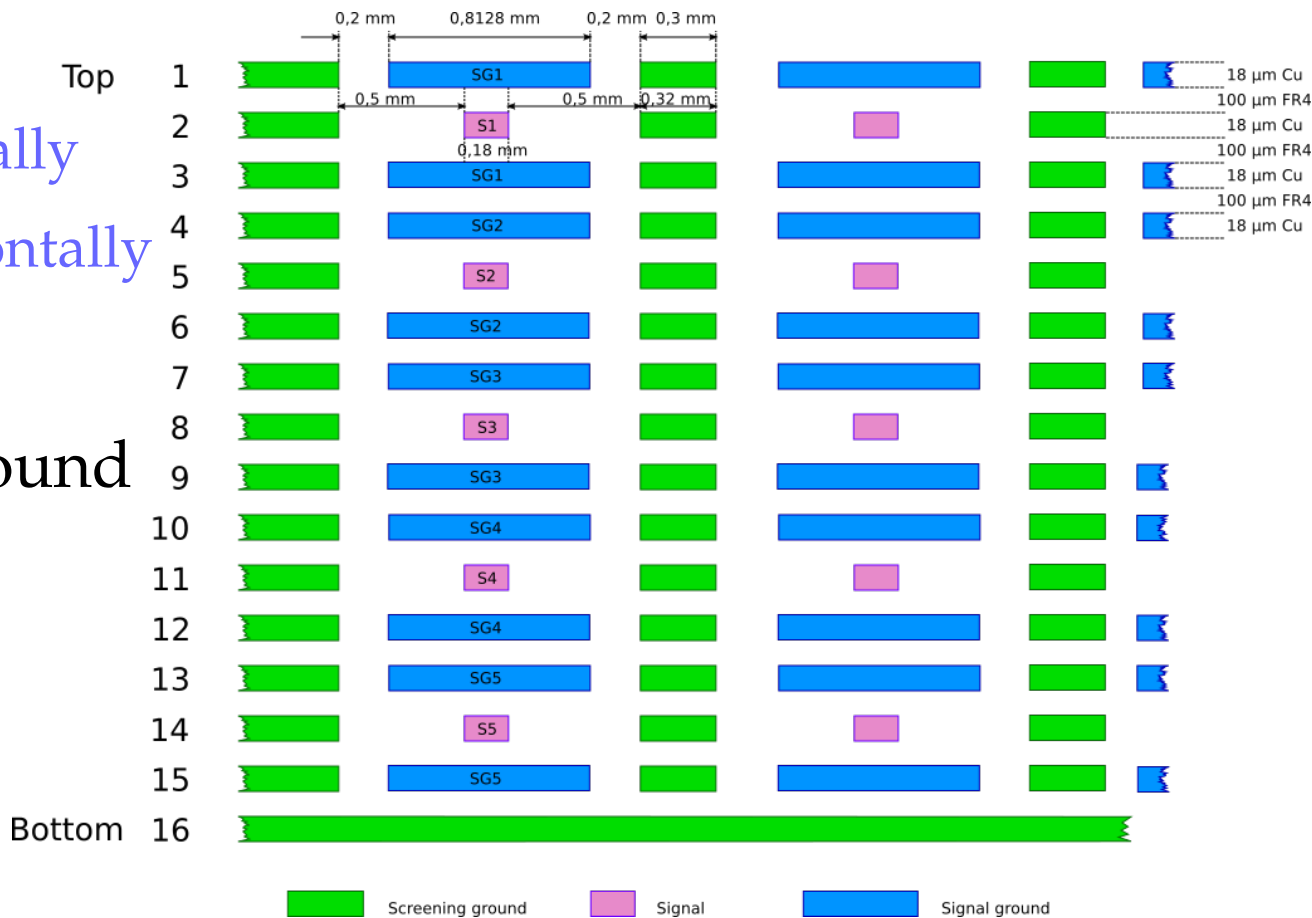 0,2 mm 0,8128 mm 0,2 mm 0,3 mm
Top 1 SG1 18 µm Cu
0,5 mm 0,5 mm 0,32 mm 100 µm FR4
2 S1 18 µm Cu
ally 0,18 mm 100 µm FR4
3 SG1 18 µm Cu
100 µm FR4
4 SG2 18 µm Cu
ontally
5 S2
6 SG2
7 SG3
8 S3
ound
9 SG3
10 SG4
11 S4
12 SG4
13 SG5
14 S5
15 SG5
Bottom 16
Screening ground Signal Signal ground